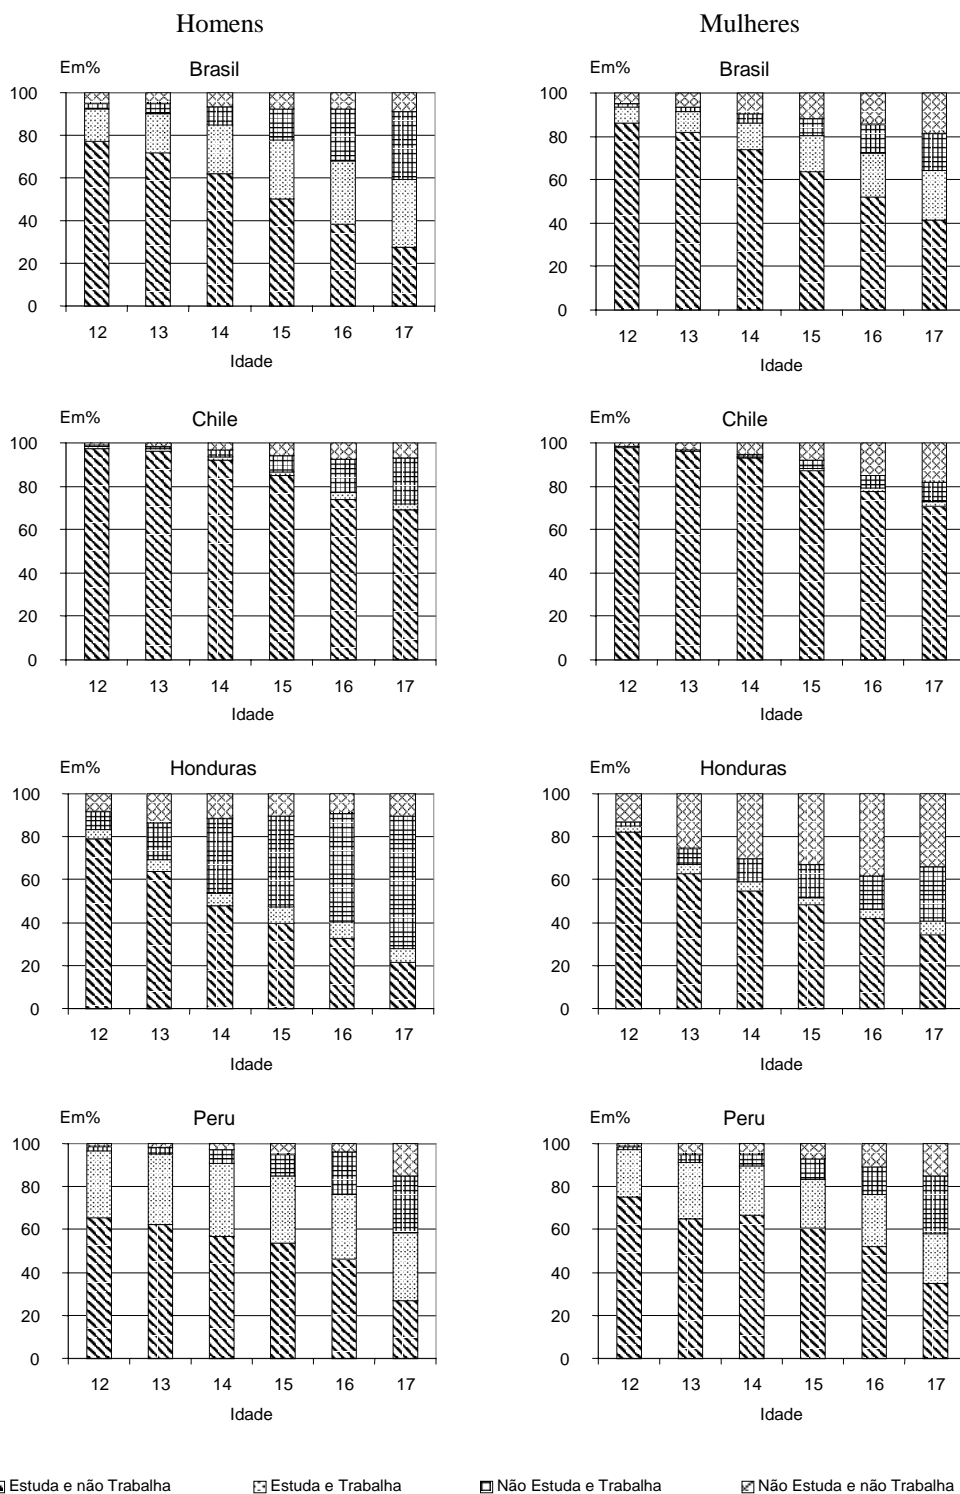 Homens
Mulheres
Em%
Brasil
100
80
60
40
20
0
12 13 14 15 16 17
Idade
Em%
Brasil
100
80
60
40
20
0
12 13 14 15 16 17
Idade
Em%
Chile
100
80
60
40
20
0
12 13 14 15 16 17
Idade
Em%
Chile
100
80
60
40
20
0
12 13 14 15 16 17
Idade
Em%
Honduras
100
80
60
40
20
0
12 13 14 15 16 17
Idade
Em%
Honduras
100
80
60
40
20
0
12 13 14 15 16 17
Idade
Em%
Peru
100
80
60
40
20
0
12 13 14 15 16 17
Idade
Em%
Peru
100
80
60
40
20
0
12 13 14 15 16 17
Idade
Estuda e não Trabalha Estuda e Trabalha Não Estuda e Trabalha Não Estuda e não Trabalha